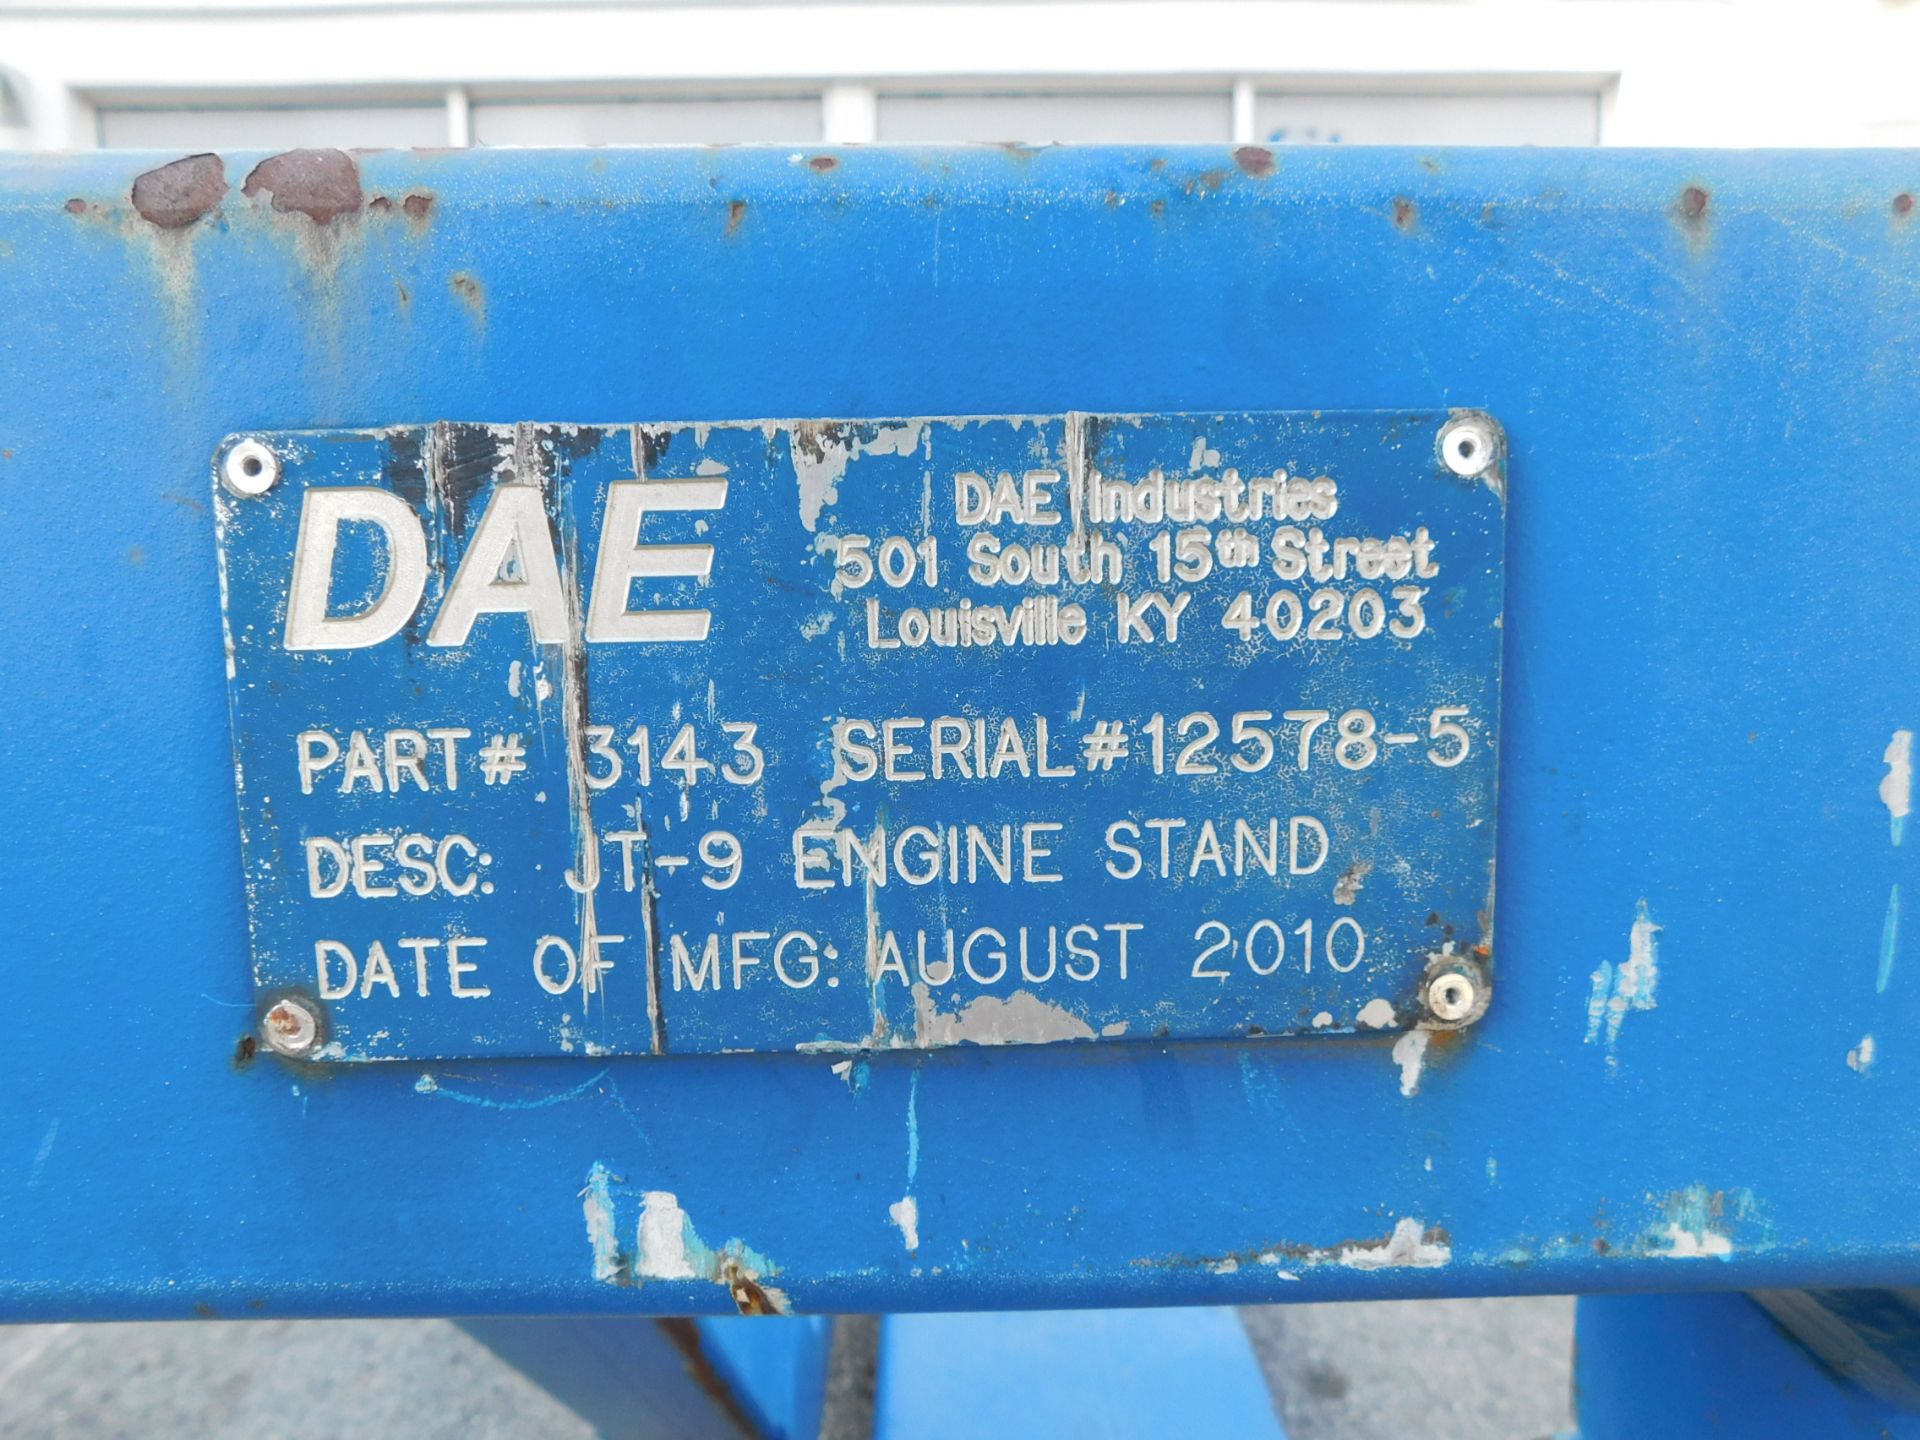 DAE
DAE Industries
501 South 15th Street
Louisville KY 40203
PART# 3143 SERIAL#12578-5
DESC: JT-9 ENGINE STAND
DATE OF MFG: AUGUST 2010